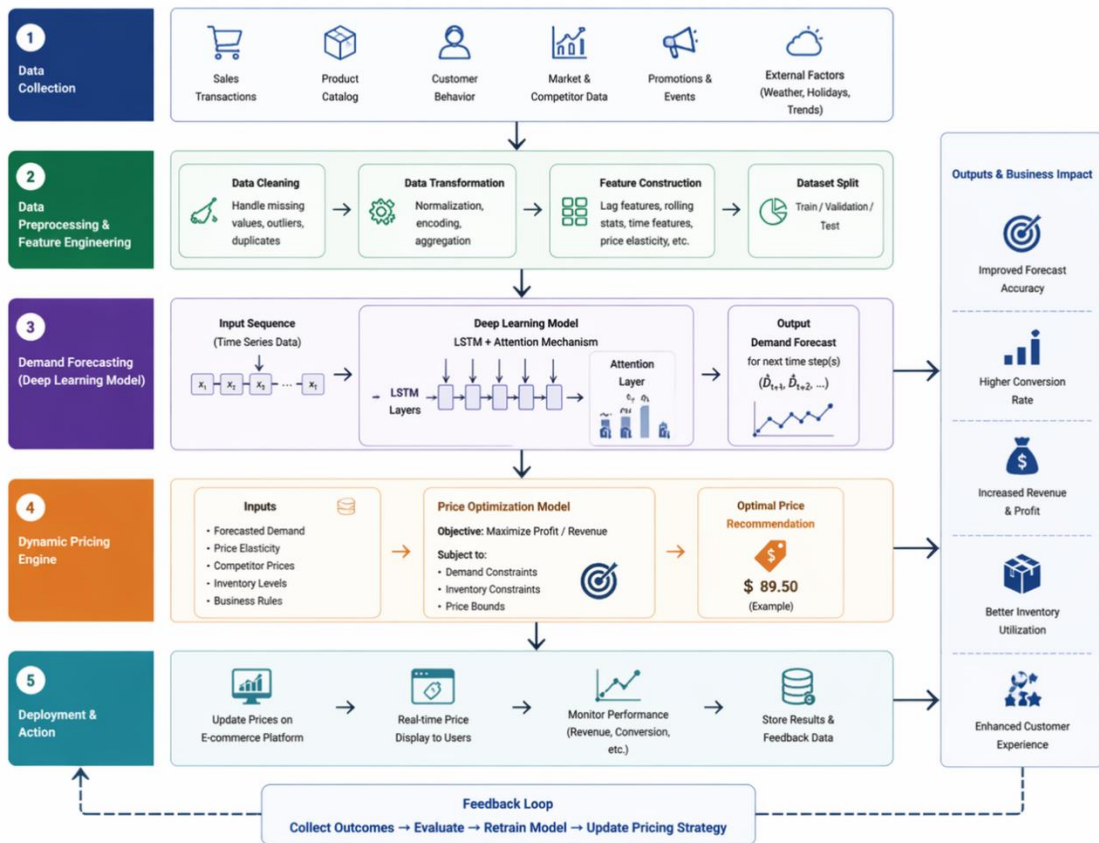 1
Data
Collection
Sales
Transactions
Product
Catalog
Customer
Behavior
Market &
Competitor Data
Promotions &
Events
External Factors
(Weather, Holidays,
Trends)
2
Data
Preprocessing &
Feature Engineering
Data Cleaning
Handle missing
values, outliers,
duplicates
Data Transformation
Normalization,
encoding,
aggregation
Feature Construction
Lag features, rolling
stats, time features,
price elasticity, etc.
Dataset Split
Train / Validation /
Test
3
Demand Forecasting
(Deep Learning Model)
Input Sequence
(Time Series Data)
x₁ x₂ x₃ ... x_T
Deep Learning Model
LSTM + Attention Mechanism
LSTM
Layers
Attention
Layer
Output
Demand Forecast
for next time step(s)
(D̂ₜ₊₁, D̂ₜ₊₂, ...)
4
Dynamic Pricing
Engine
Inputs
• Forecasted Demand
• Price Elasticity
• Competitor Prices
• Inventory Levels
• Business Rules
Price Optimization Model
Objective: Maximize Profit / Revenue
Subject to:
• Demand Constraints
• Inventory Constraints
• Price Bounds
Optimal Price
Recommendation
$
$ 89.50
(Example)
5
Deployment &
Action
Update Prices on
E-commerce Platform
Real-time Price
Display to Users
Monitor Performance
(Revenue, Conversion,
etc.)
Store Results &
Feedback Data
Outputs & Business Impact
Improved Forecast
Accuracy
Higher Conversion
Rate
$
Increased Revenue
& Profit
Better Inventory
Utilization
Enhanced Customer
Experience
Feedback Loop
Collect Outcomes → Evaluate → Retrain Model → Update Pricing Strategy